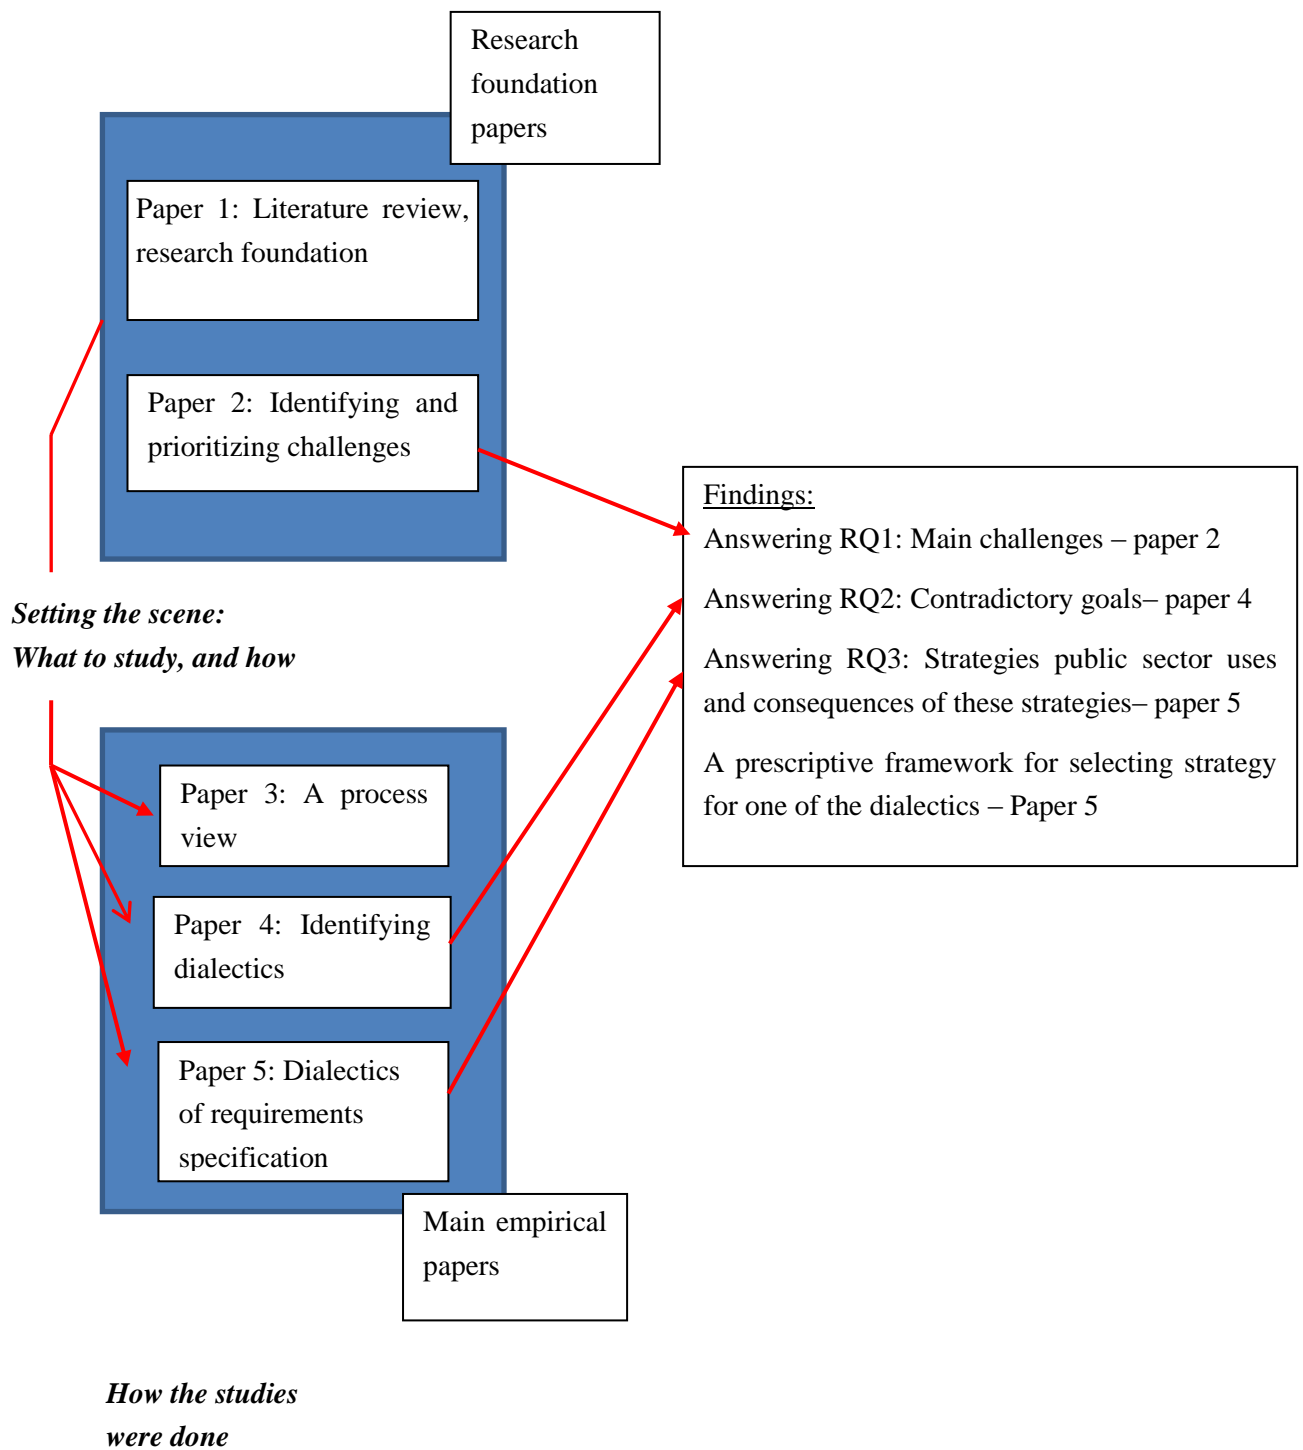 Research
foundation
papers
Paper 1: Literature review,
research foundation
Paper 2: Identifying and
prioritizing challenges
Findings:
Answering RQ1: Main challenges – paper 2
Answering RQ2: Contradictory goals– paper 4
Answering RQ3: Strategies public sector uses
and consequences of these strategies– paper 5
A prescriptive framework for selecting strategy
for one of the dialectics – Paper 5
Setting the scene:
What to study, and how
Paper 3: A process
view
Paper 4: Identifying
dialectics
Paper 5: Dialectics
of requirements
specification
Main empirical
papers
How the studies
were done